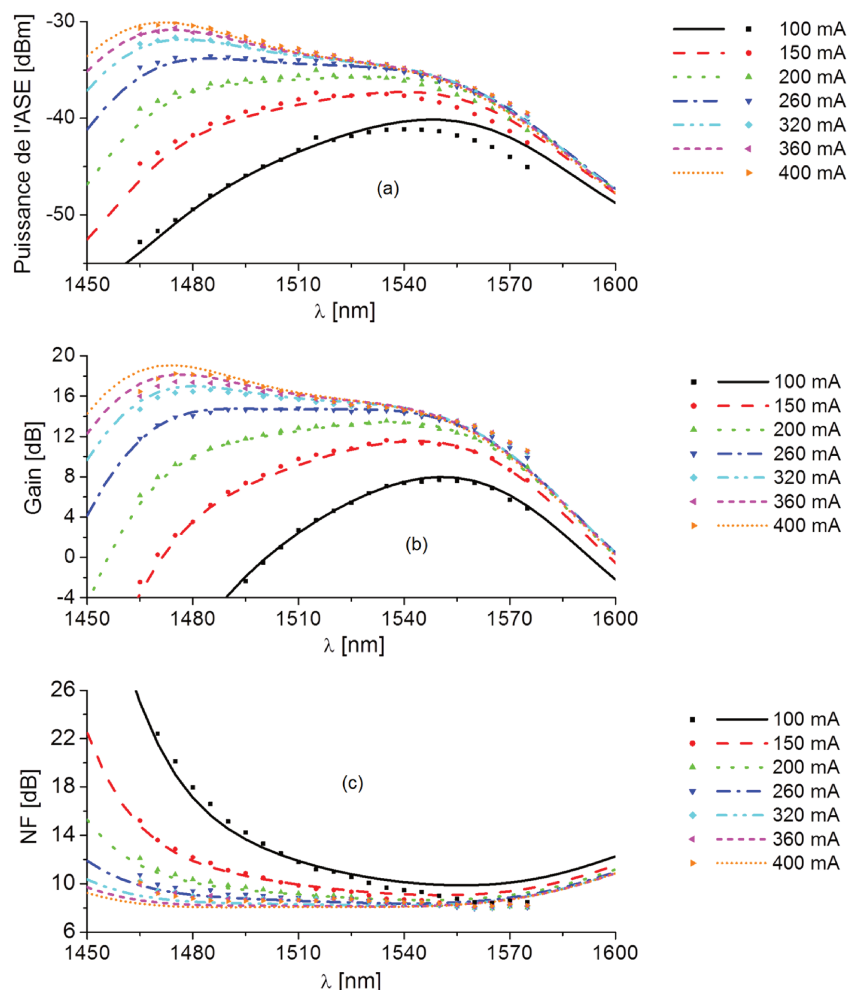 Puissance de l'ASE [dBm]
-30
-40
-50
(a)
1450 1480 1510 1540 1570 1600
λ [nm]
100 mA
150 mA
200 mA
260 mA
320 mA
360 mA
400 mA
Gain [dB]
20
16
12
8
4
0
-4
(b)
1450 1480 1510 1540 1570 1600
λ [nm]
100 mA
150 mA
200 mA
260 mA
320 mA
360 mA
400 mA
NF [dB]
26
22
18
14
10
6
(c)
1450 1480 1510 1540 1570 1600
λ [nm]
100 mA
150 mA
200 mA
260 mA
320 mA
360 mA
400 mA